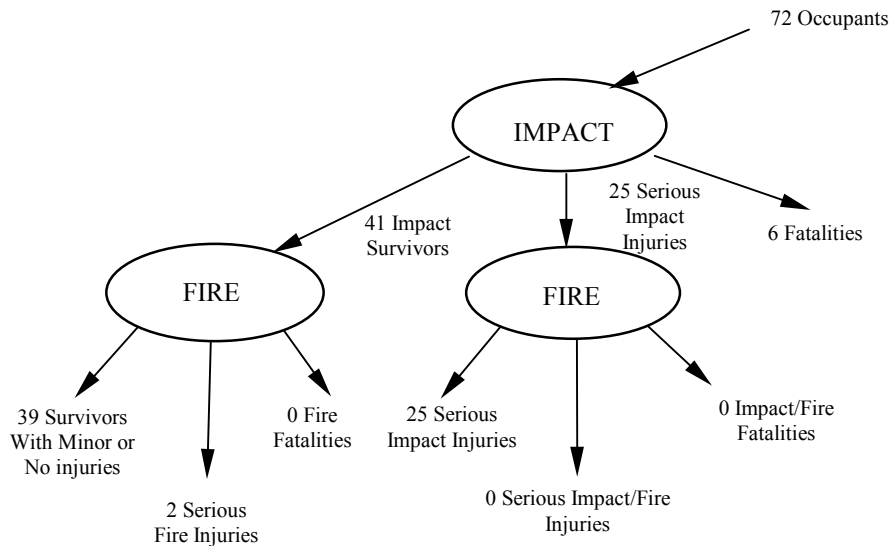 72 Occupants
IMPACT
41 Impact
Survivors
25 Serious
Impact
Injuries
6 Fatalities
FIRE
FIRE
39 Survivors
With Minor or
No injuries
2 Serious
Fire Injuries
0 Fire
Fatalities
25 Serious
Impact Injuries
0 Serious Impact/Fire
Injuries
0 Impact/Fire
Fatalities